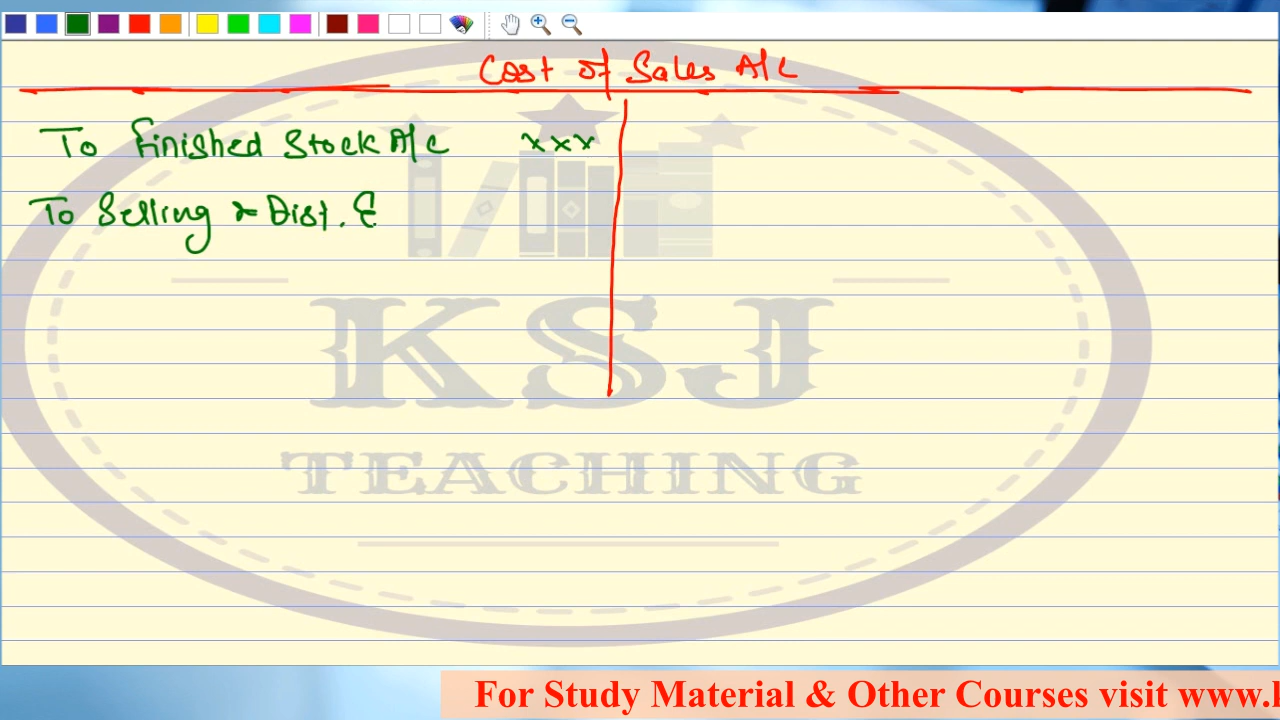 Cost of Sales A/c
To Finished Stock A/c xxx
To Selling & Dist. E
KSJ
TEACHING
For Study Material & Other Courses visit www.